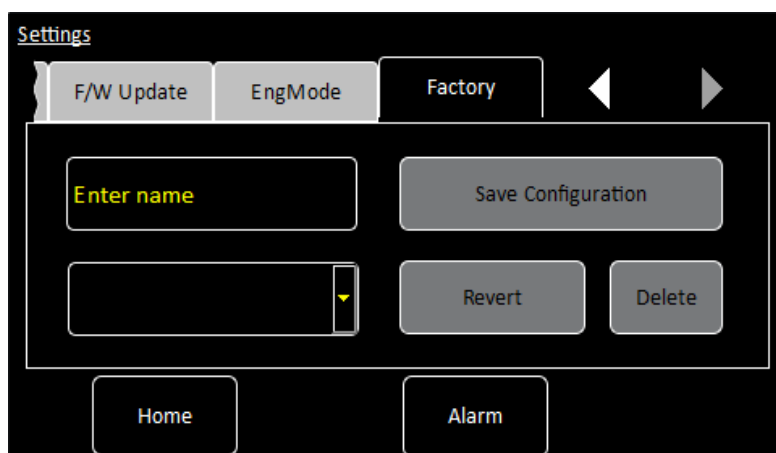 Settings
F/W Update
EngMode
Factory
Enter name
Save Configuration
Revert
Delete
Home
Alarm